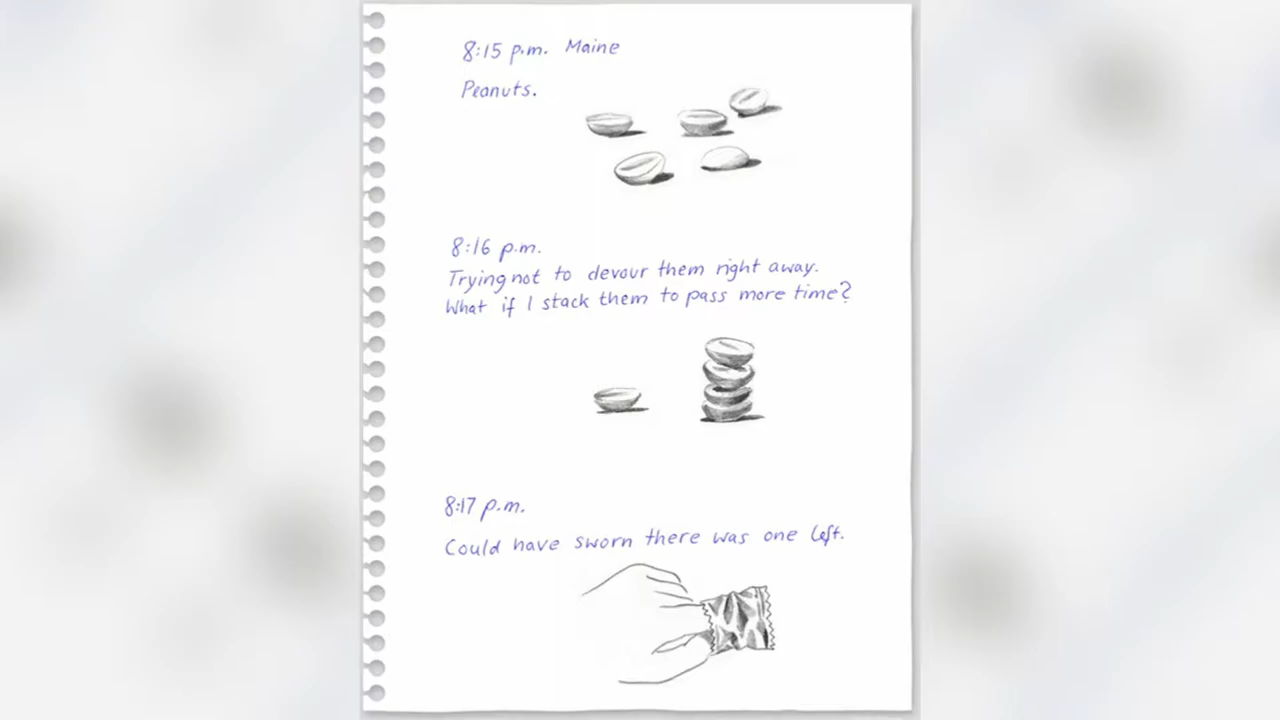 8:15 p.m. Maine
Peanuts.
8:16 p.m.
Trying not to devour them right away.
What if I stack them to pass more time?
8:17 p.m.
Could have sworn there was one left.